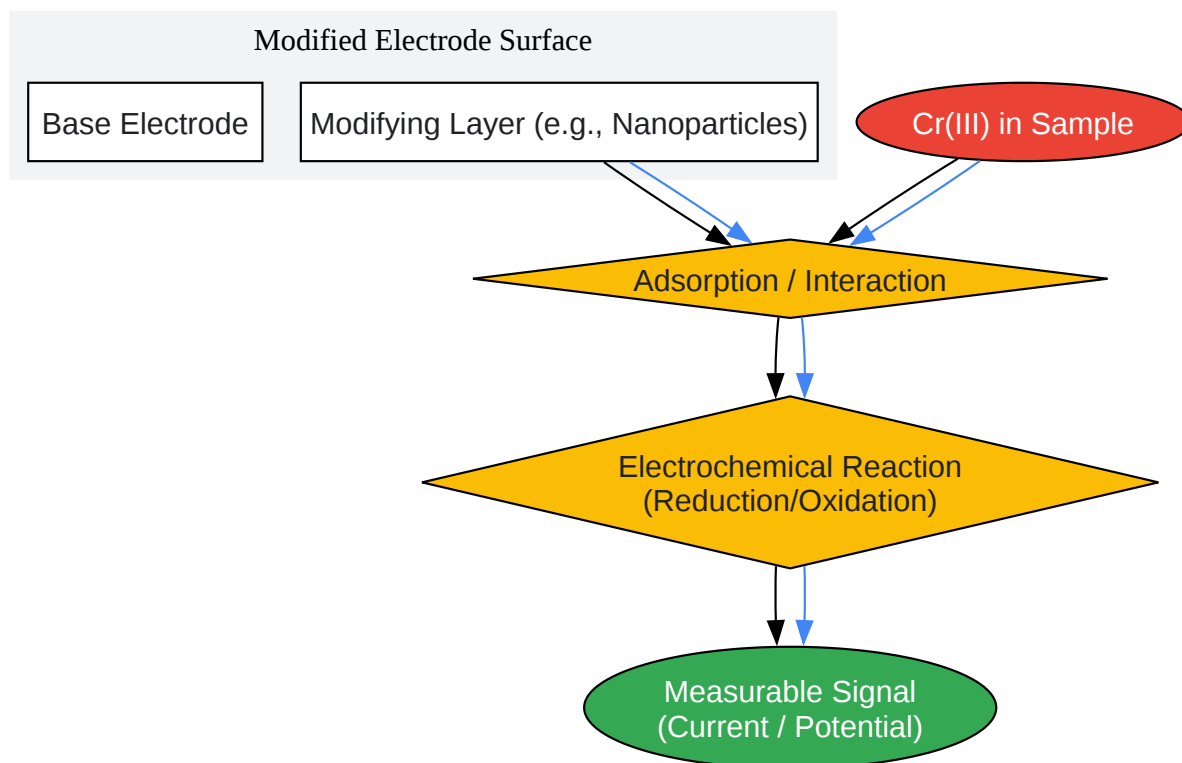 Modified Electrode Surface
Base Electrode
Modifying Layer (e.g., Nanoparticles)
Cr(III) in Sample
Adsorption / Interaction
Electrochemical Reaction
(Reduction/Oxidation)
Measurable Signal
(Current / Potential)